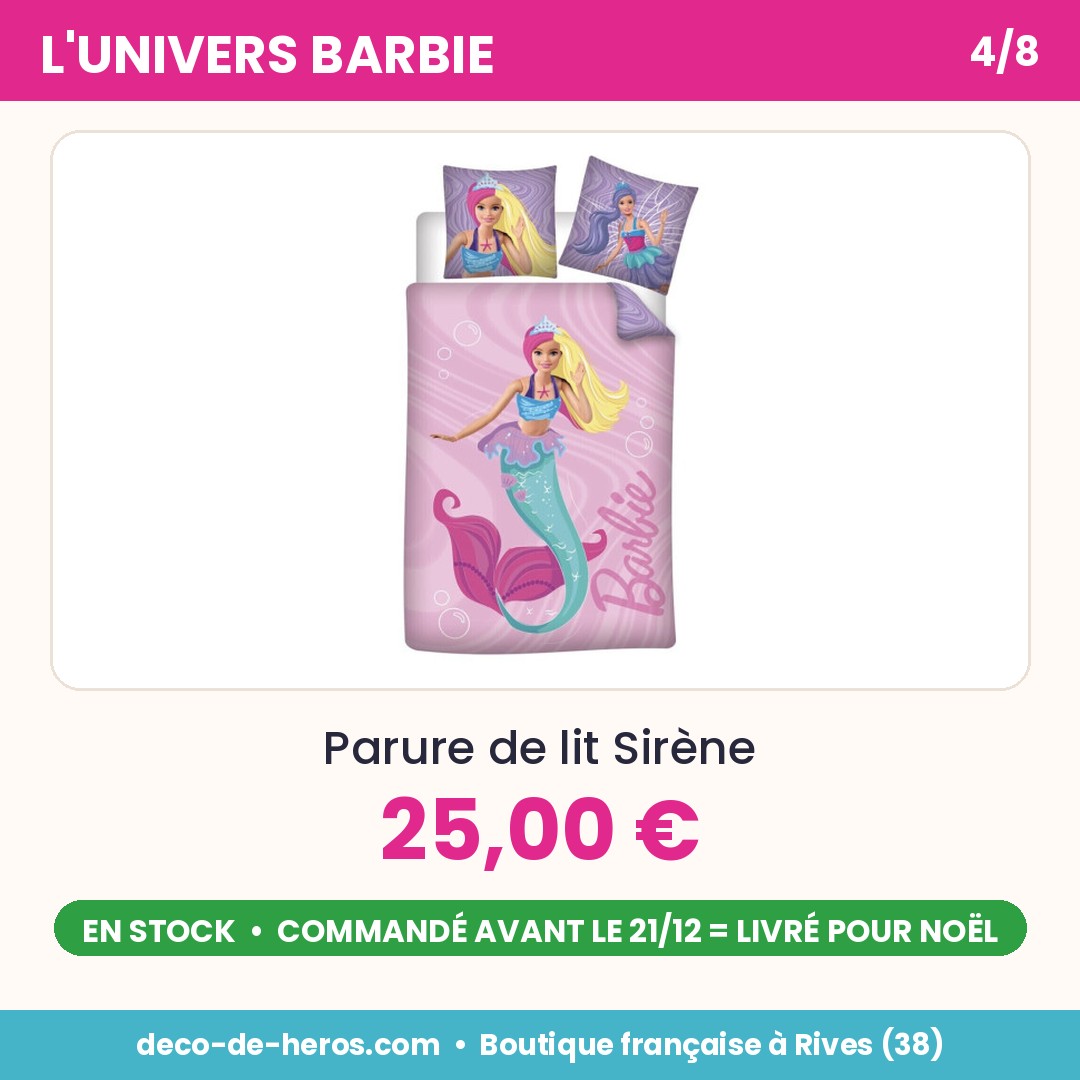 L'UNIVERS BARBIE
4/8
Barbie
Parure de lit Sirène
25,00 €
EN STOCK • COMMANDÉ AVANT LE 21/12 = LIVRÉ POUR NOËL
deco-de-heros.com • Boutique française à Rives (38)